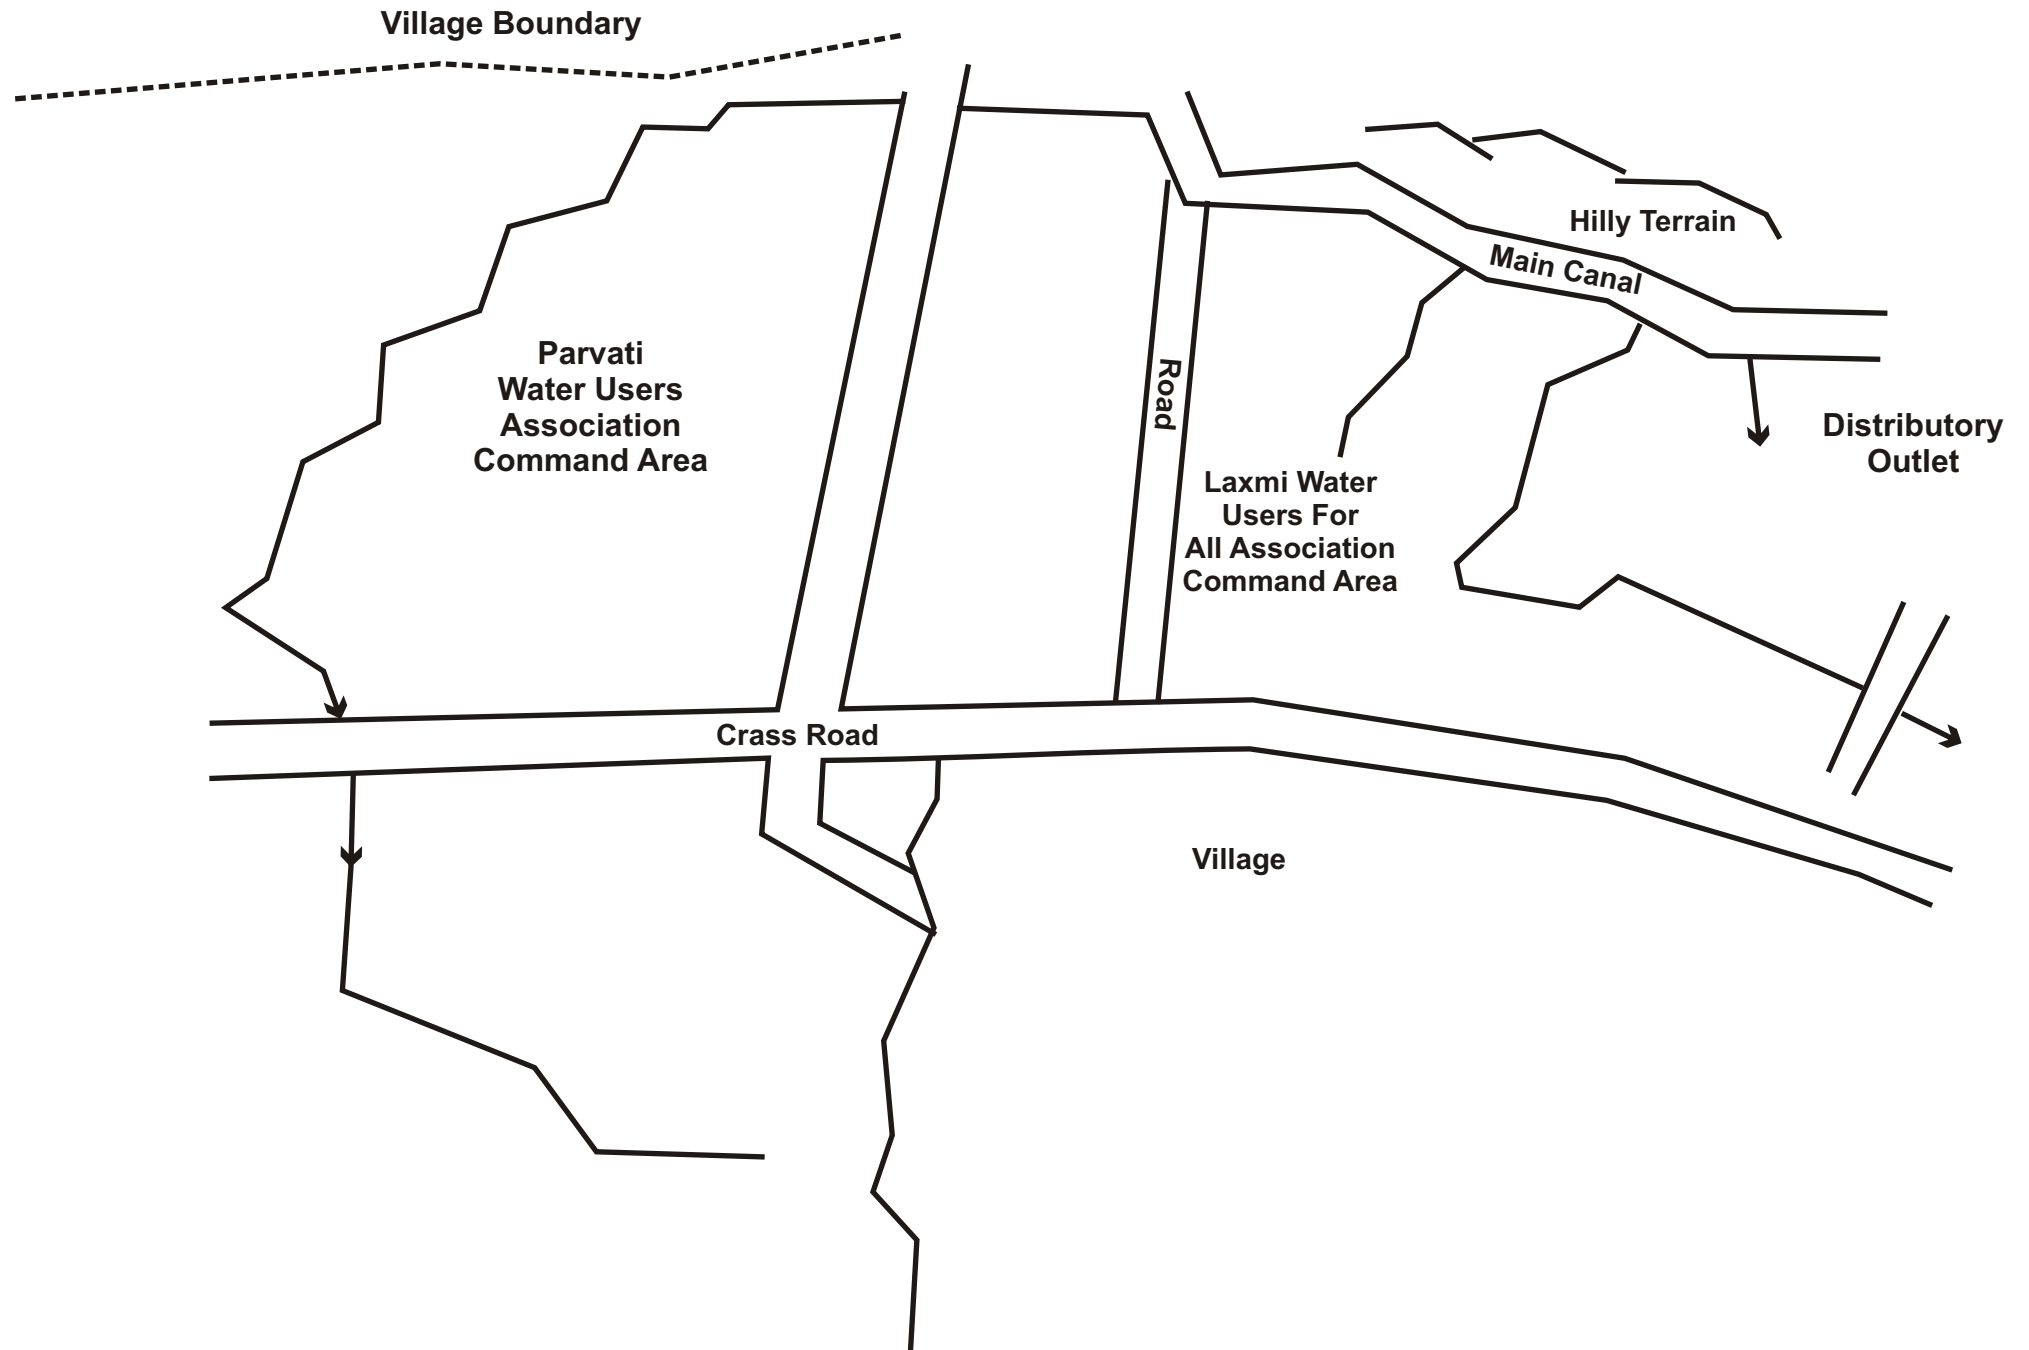 Village Boundary
Hilly Terrain
Main Canal
Parvati
Water Users
Association
Command Area
Road
Distributory
Outlet
Laxmi Water
Users For
All Association
Command Area
Crass Road
Village